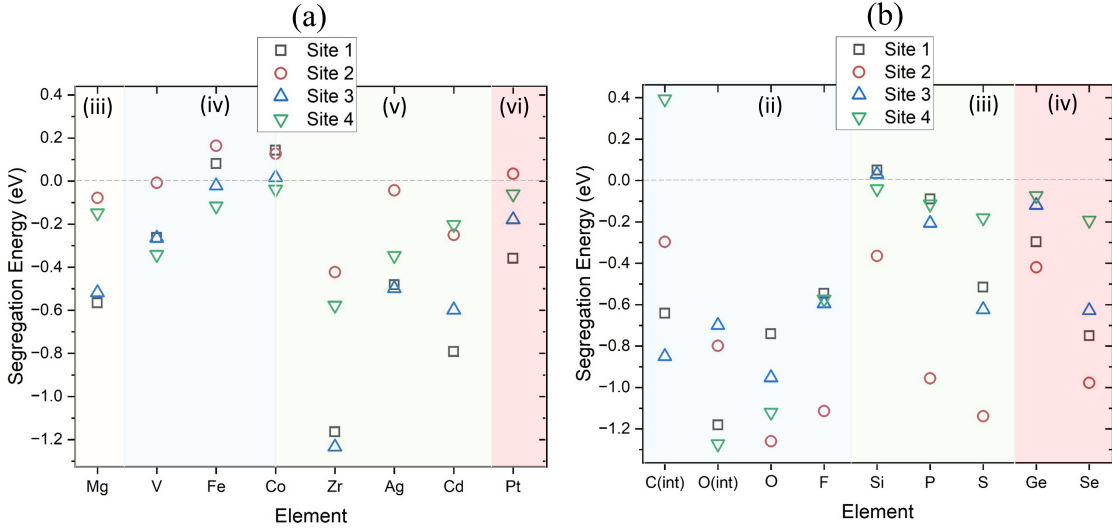 (a)
Site 1
Site 2
Site 3
Site 4
(iii)
(iv)
(v)
(vi)
0.4
0.2
0.0
−0.2
−0.4
−0.6
−0.8
−1.0
−1.2
Segregation Energy (eV)
Mg V Fe Co Zr Ag Cd Pt
Element
(b)
Site 1
Site 2
Site 3
Site 4
(ii)
(iii)
(iv)
0.4
0.2
0.0
−0.2
−0.4
−0.6
−0.8
−1.0
−1.2
Segregation Energy (eV)
C(int) O(int) O F Si P S Ge Se
Element